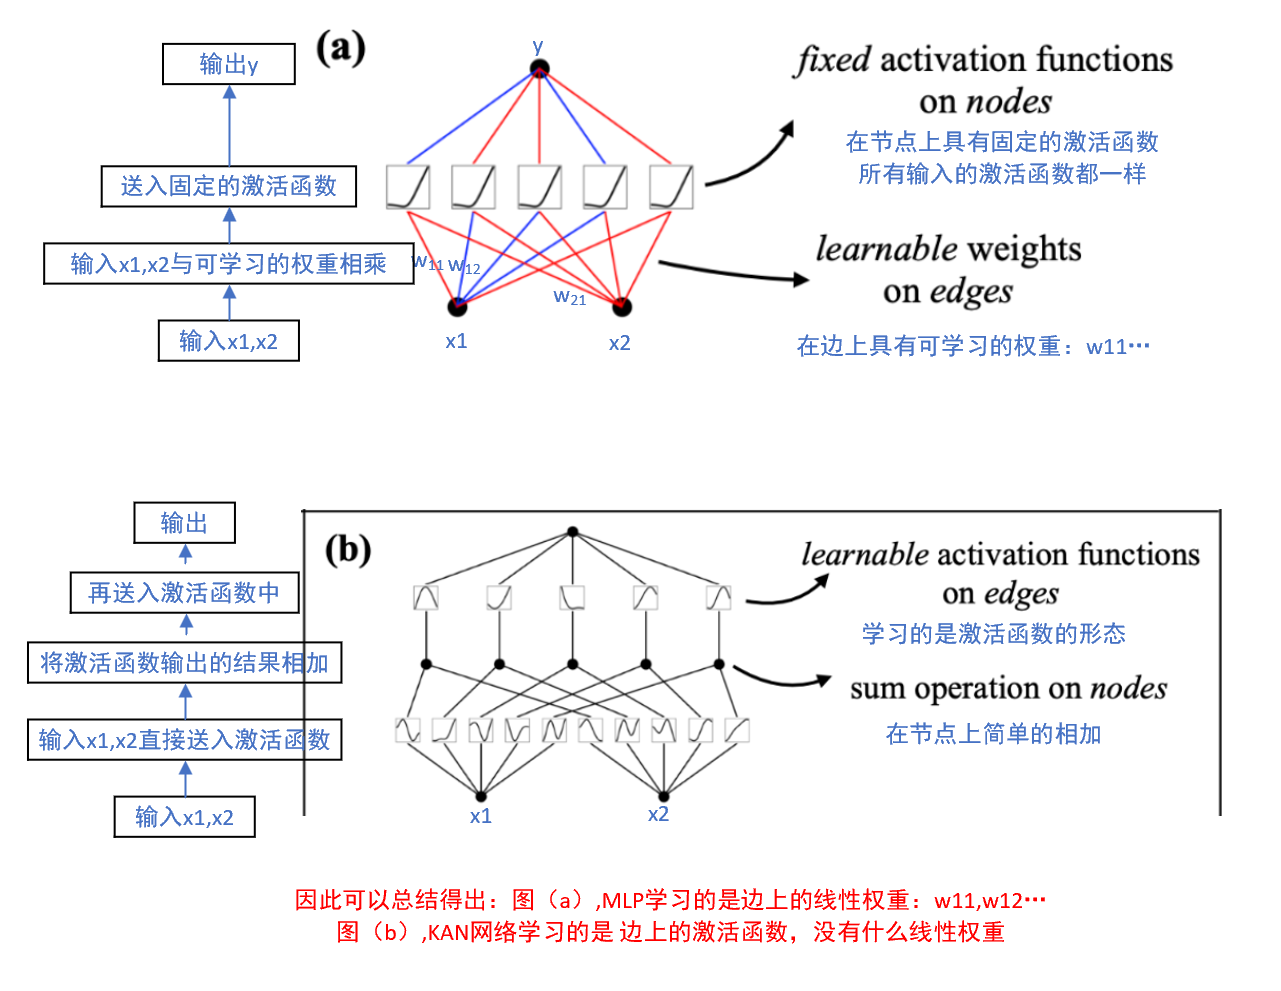 (a)
y
输出y
送入固定的激活函数
输入x1,x2与可学习的权重相乘
输入x1,x2
w11 w12
w21
x1
x2
fixed activation functions
on nodes
在节点上具有固定的激活函数
所有输入的激活函数都一样
learnable weights
on edges
在边上具有可学习的权重：w11…
(b)
输出
再送入激活函数中
将激活函数输出的结果相加
输入x1,x2直接送入激活函数
输入x1,x2
x1
x2
learnable activation functions
on edges
学习的是激活函数的形态
sum operation on nodes
在节点上简单的相加
因此可以总结得出：图（a）,MLP学习的是边上的线性权重：w11,w12…
图（b）,KAN网络学习的是 边上的激活函数，没有什么线性权重